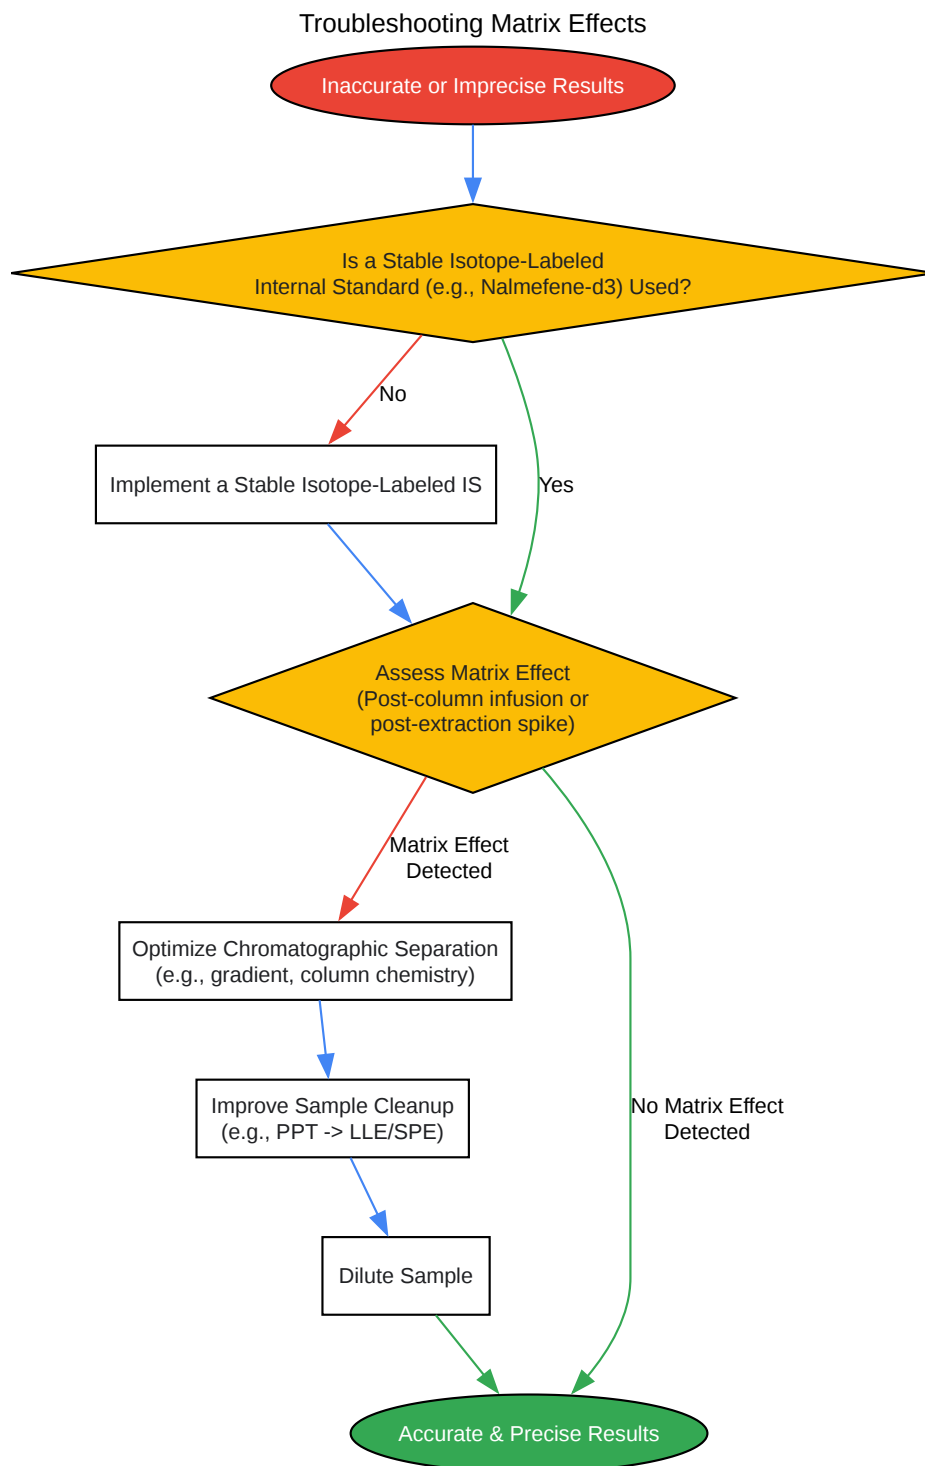 Troubleshooting Matrix Effects
Inaccurate or Imprecise Results
Is a Stable Isotope-Labeled
Internal Standard (e.g., Nalmefene-d3) Used?
No
Yes
Implement a Stable Isotope-Labeled IS
Assess Matrix Effect
(Post-column infusion or
post-extraction spike)
Matrix Effect
Detected
Optimize Chromatographic Separation
(e.g., gradient, column chemistry)
Improve Sample Cleanup
(e.g., PPT -> LLE/SPE)
No Matrix Effect
Detected
Dilute Sample
Accurate & Precise Results